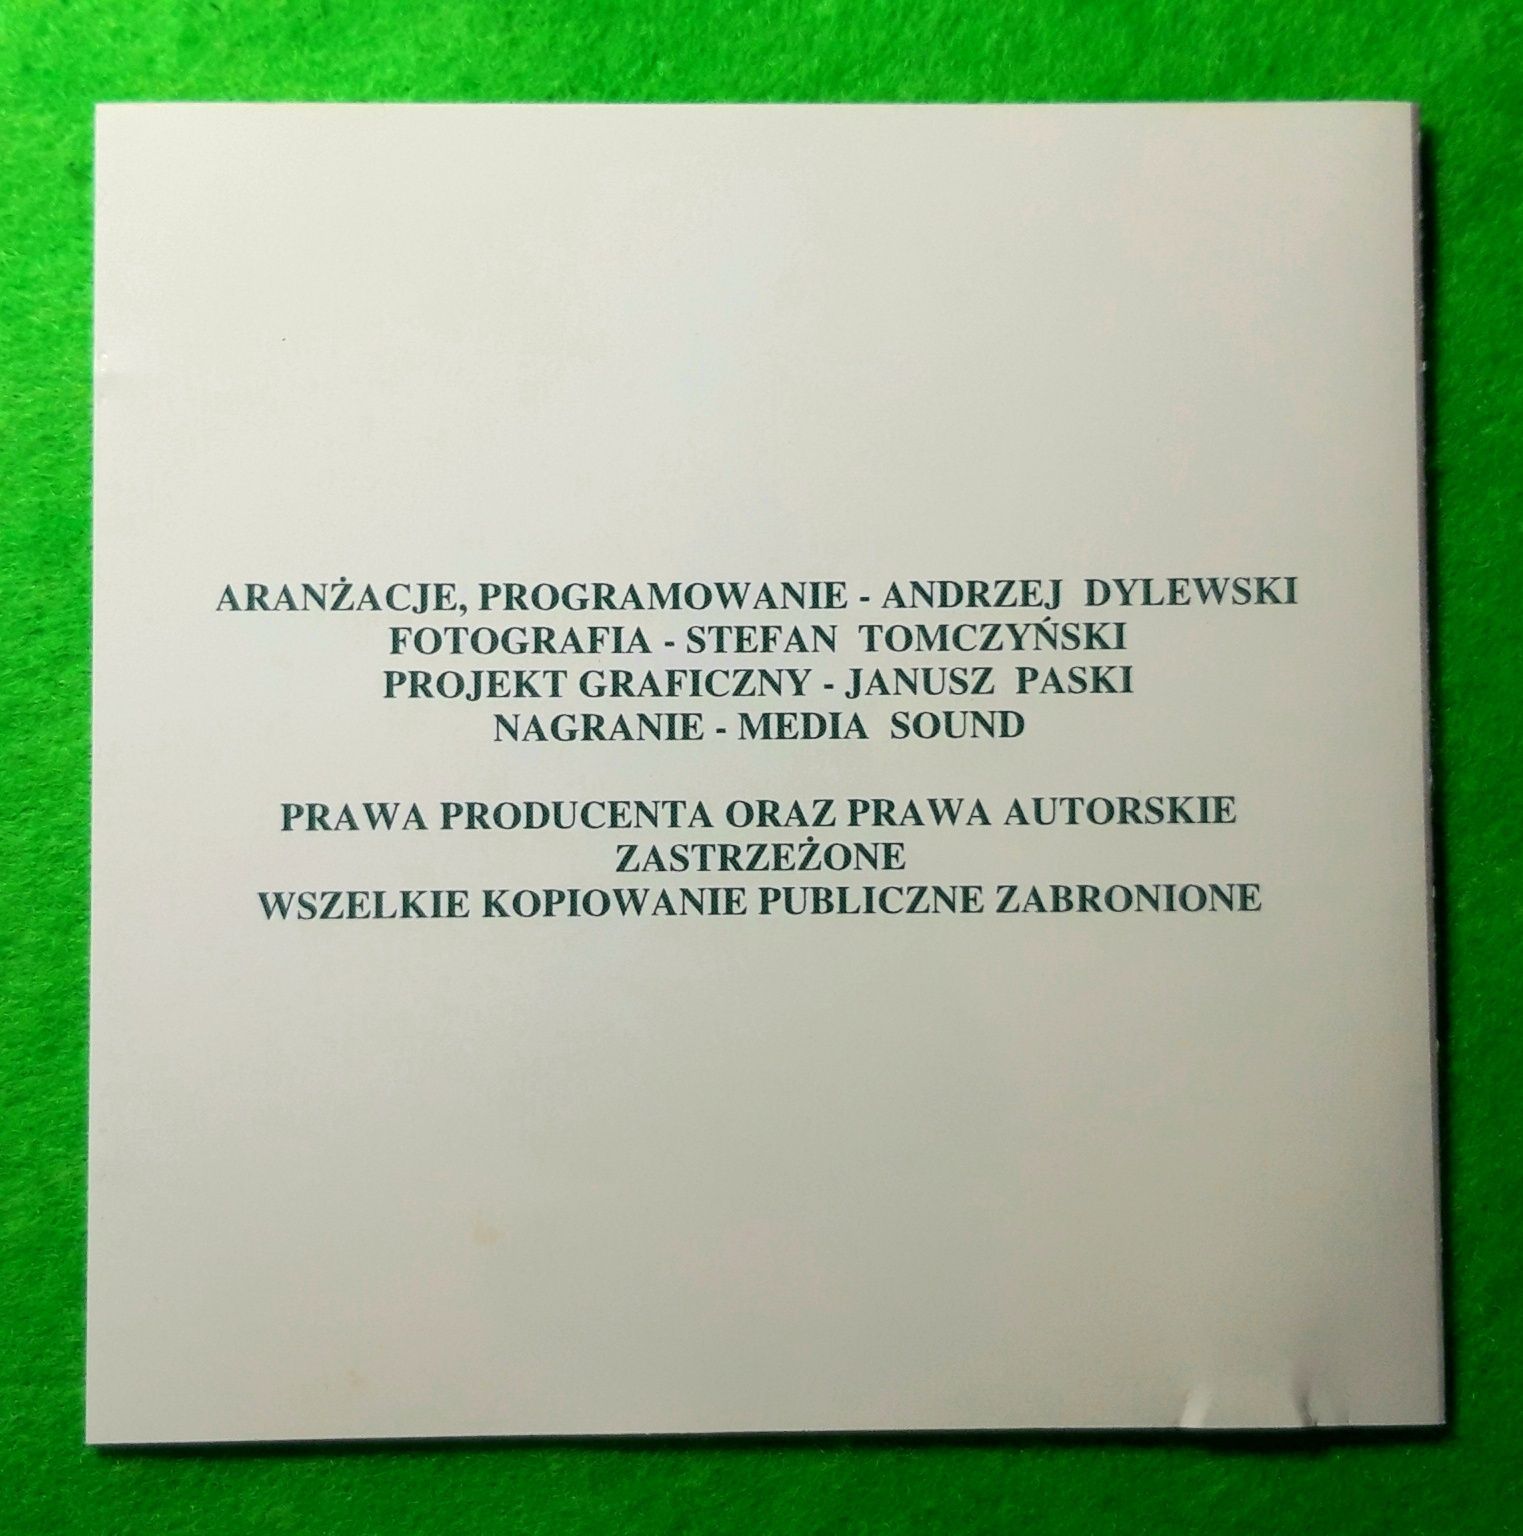 ARANŻACJE, PROGRAMOWANIE - ANDRZEJ DYLEWSKI
FOTOGRAFIA - STEFAN TOMCZYŃSKI
PROJEKT GRAFICZNY - JANUSZ PASKI
NAGRANIE - MEDIA SOUND
PRAWA PRODUCENTA ORAZ PRAWA AUTORSKIE
ZASTRZEŻONE
WSZELKIE KOPIOWANIE PUBLICZNE ZABRONIONE